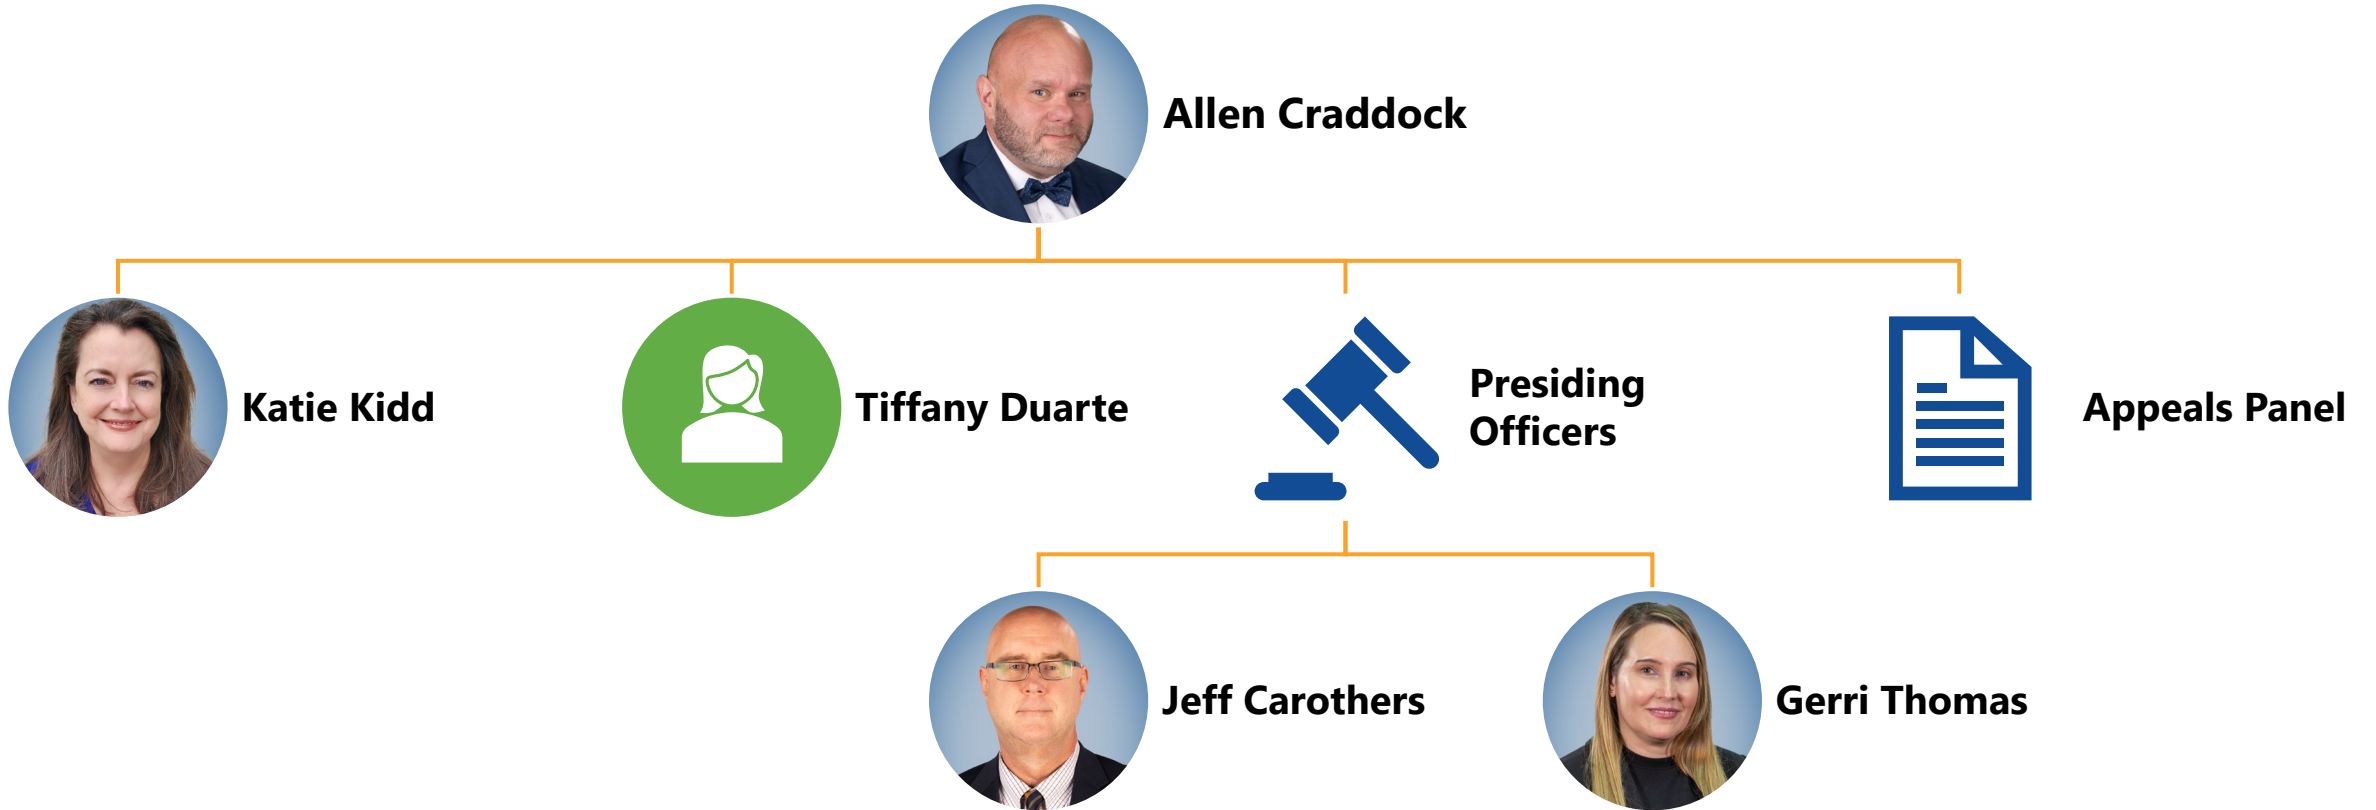 Allen Craddock
Katie Kidd
Tiffany Duarte
Presiding
Officers
Appeals Panel
Jeff Carothers
Gerri Thomas